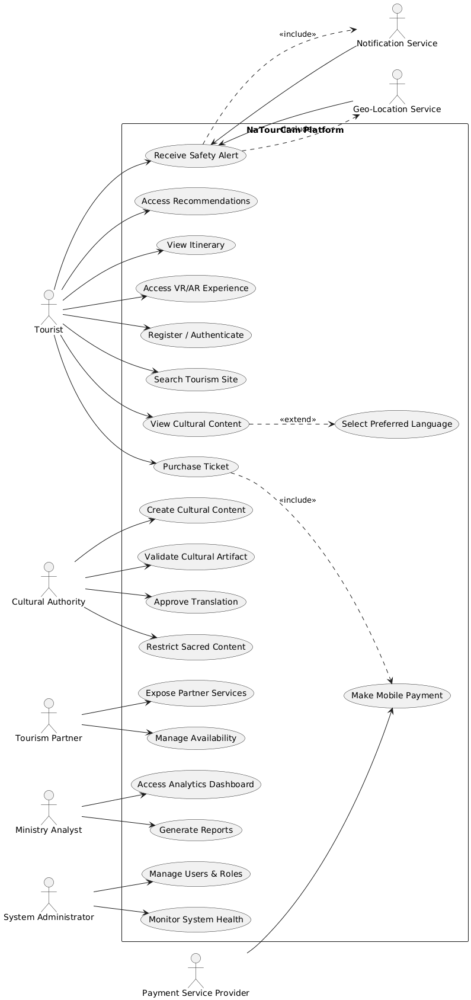 «include»
Notification Service
Geo-Location Service
NaTourCam Platform
«include»
Receive Safety Alert
Access Recommendations
View Itinerary
Access VR/AR Experience
Tourist
Register / Authenticate
Search Tourism Site
View Cultural Content
«extend»
Select Preferred Language
Purchase Ticket
«include»
Create Cultural Content
Validate Cultural Artifact
Cultural Authority
Approve Translation
Restrict Sacred Content
Expose Partner Services
Make Mobile Payment
Tourism Partner
Manage Availability
Access Analytics Dashboard
Ministry Analyst
Generate Reports
Manage Users & Roles
System Administrator
Monitor System Health
Payment Service Provider